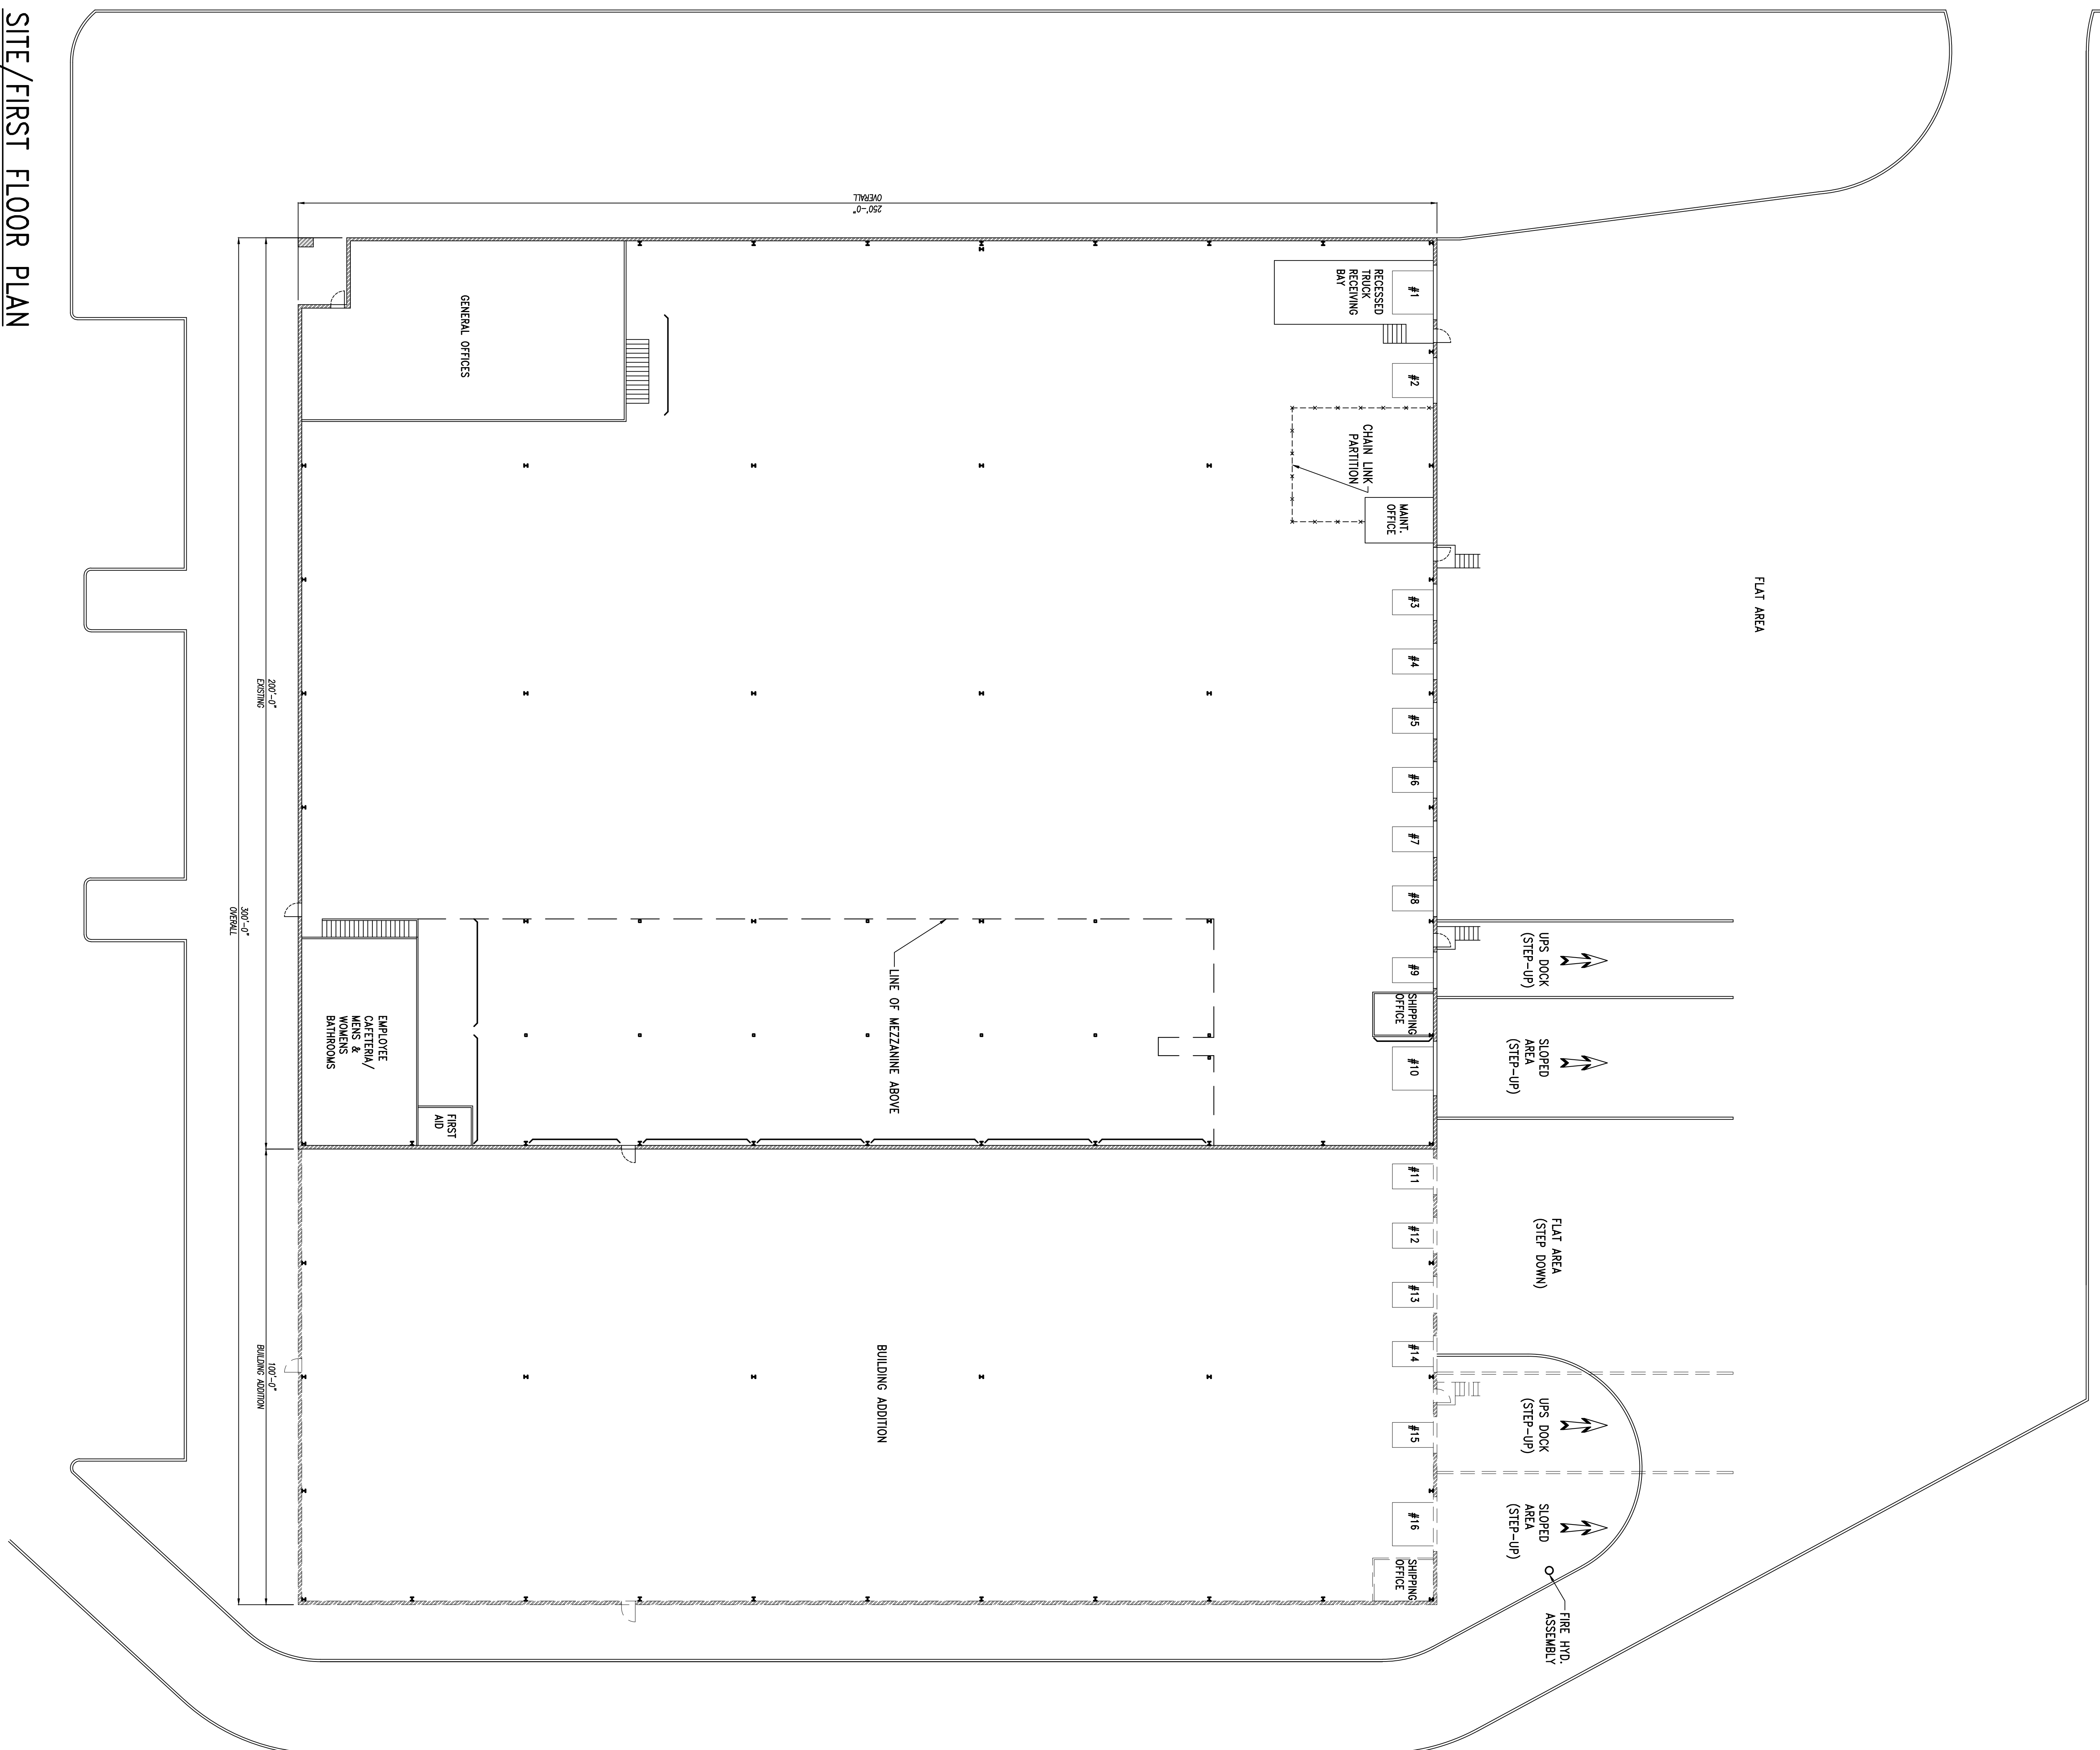 SITE/FIRST FLOOR PLAN
250'-0"
OVERALL
200'-0"
EXISTING
300'-0"
OVERALL
100'-0"
BUILDING ADDITION
GENERAL OFFICES
RECESSED
TRUCK
RECEIVING
BAY
#1
#2
CHAIN LINK
PARTITION
MAINT.
OFFICE
#3
#4
#5
#6
#7
#8
#9
SHIPPING
OFFICE
#10
#11
#12
#13
#14
#15
#16
SHIPPING
OFFICE
FLAT AREA
UPS DOCK
(STEP-UP)
SLOPED
AREA
(STEP-UP)
FLAT AREA
(STEP DOWN)
UPS DOCK
(STEP-UP)
SLOPED
AREA
(STEP-UP)
FIRE HYD.
ASSEMBLY
LINE OF MEZZANINE ABOVE
EMPLOYEE
CAFETERIA/
MENS &
WOMENS
BATHROOMS
FIRST
AID
BUILDING ADDITION